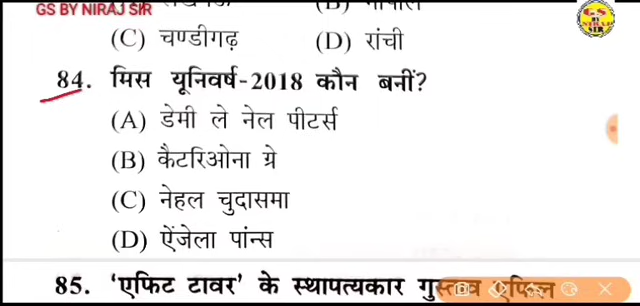 GS BY NIRAJ SIR
(C) चण्डीगढ़ (D) रांची
84. मिस यूनिवर्ष-2018 कौन बनीं?
(A) डेमी ले नेल पीटर्स
(B) कैटरिओना ग्रे
(C) नेहल चुदासमा
(D) ऐंजेला पांन्स
85. ‘एफिट टावर’ के स्थापत्यकार